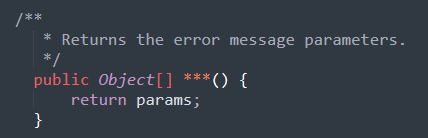 /**
 * Returns the error message parameters.
 */
public Object[] ***() {
    return params;
}